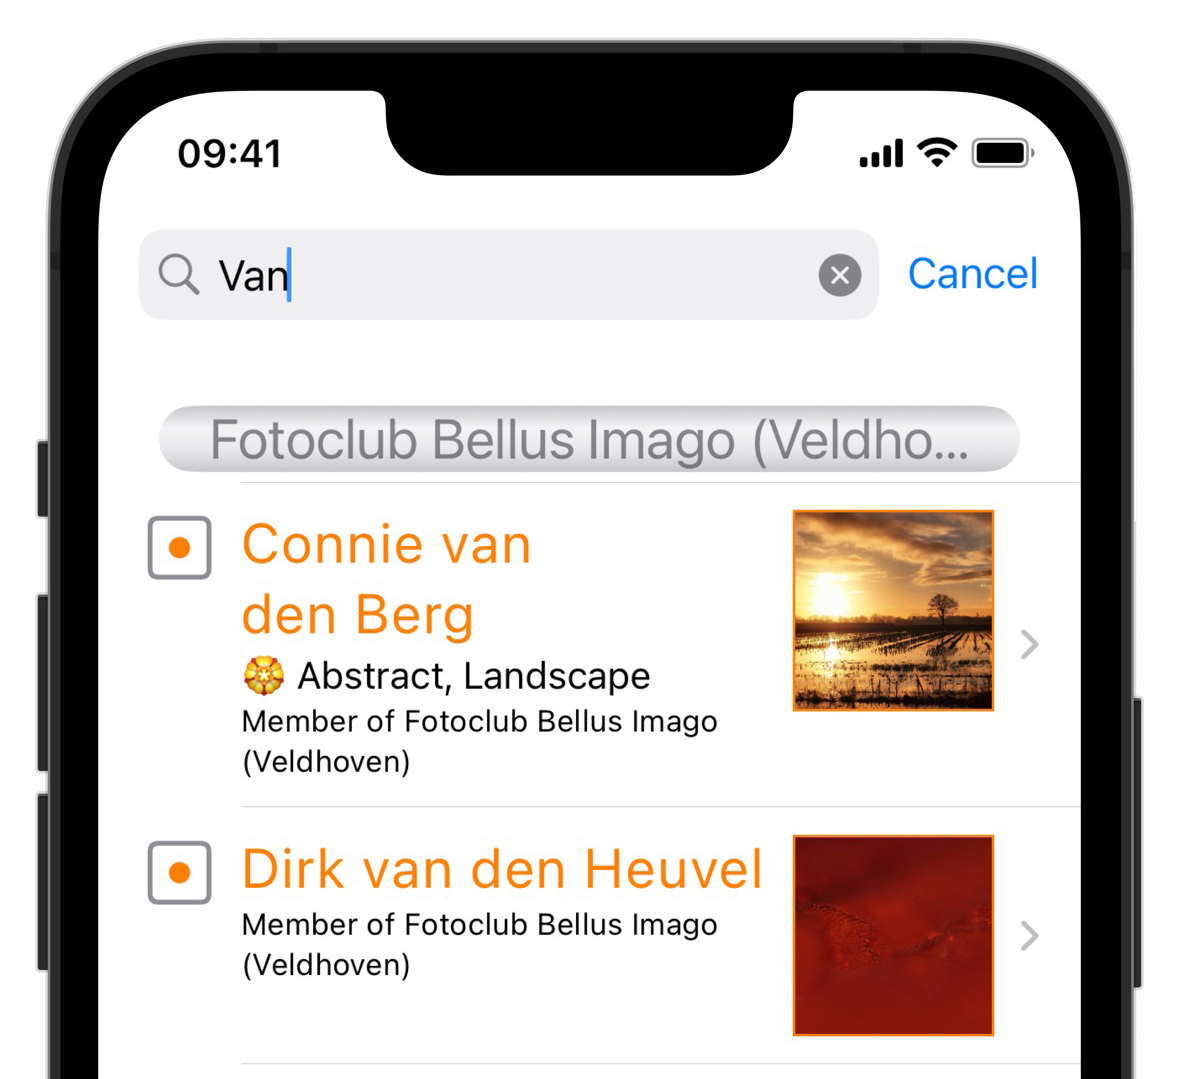 09:41
Van
Cancel
Fotoclub Bellus Imago (Veldho...
Connie van
den Berg
Abstract, Landscape
Member of Fotoclub Bellus Imago
(Veldhoven)
Dirk van den Heuvel
Member of Fotoclub Bellus Imago
(Veldhoven)